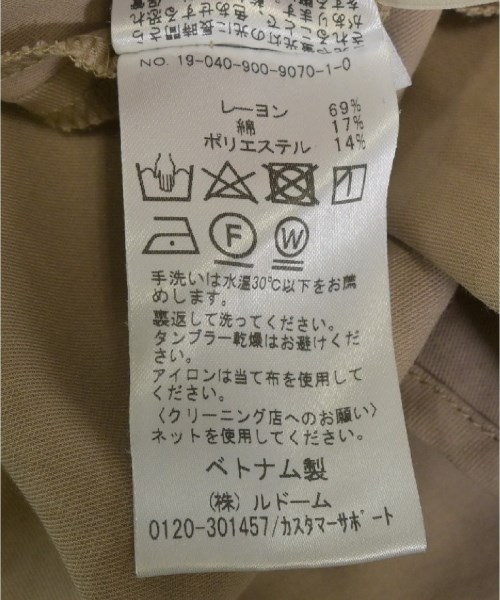 NO. 19-040-900-9070-1-0
レーヨン 69%
綿 17%
ポリエステル 14%
F
W
手洗いは水温30℃以下をお薦
めします。
裏返して洗ってください。
タンブラー乾燥はお避けくだ
さい。
アイロンは当て布を使用して
ください。
〈クリーニング店へのお願い〉
ネットを使用してください。
ベトナム製
(株) ルドーム
0120-301457/カスタマーサポート